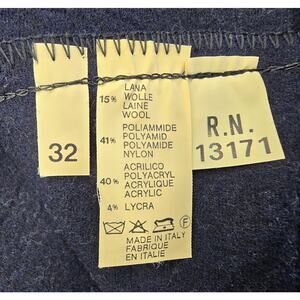 32
LANA
WOLLE
15% LAINE
WOOL
POLIAMMIDE
41% POLYAMID
POLYAMIDE
NYLON
ACRILICO
40% POLYACRYL
ACRYLIQUE
ACRYLIC
4% LYCRA
F
MADE IN ITALY
FABRIQUE
EN ITALIE
R.N.
13171